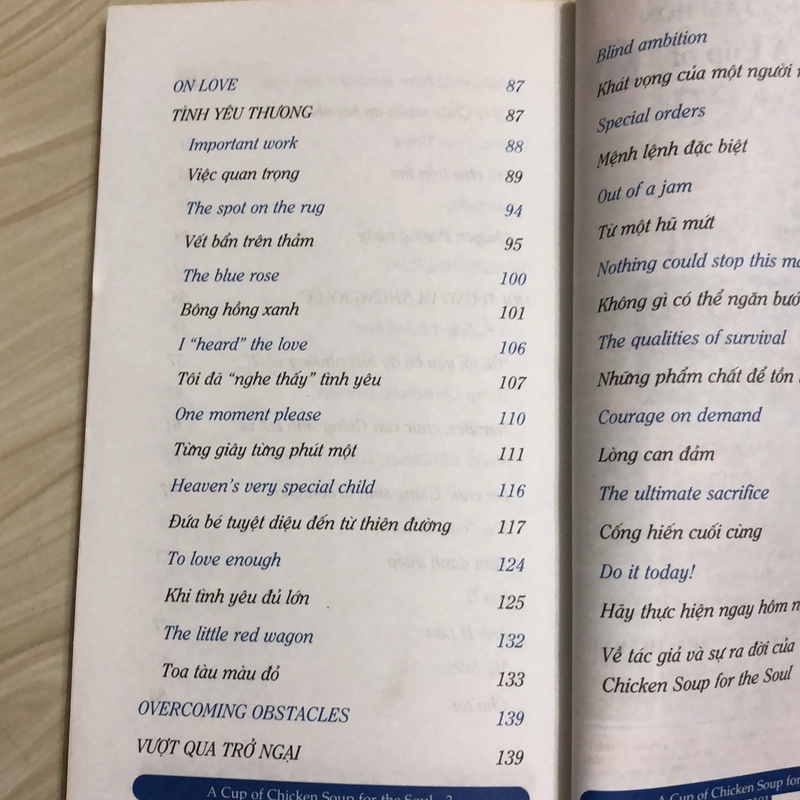 ON LOVE 87
TÌNH YÊU THƯƠNG 87
Important work 88
Việc quan trọng 89
The spot on the rug 94
Vết bẩn trên thảm 95
The blue rose 100
Bông hồng xanh 101
I “heard” the love 106
Tôi đã “nghe thấy” tình yêu 107
One moment please 110
Từng giây từng phút một 111
Heaven's very special child 116
Đứa bé tuyệt diệu đến từ thiên đường 117
To love enough 124
Khi tình yêu đủ lớn 125
The little red wagon 132
Toa tàu màu đỏ 133
OVERCOMING OBSTACLES 139
VƯỢT QUA TRỞ NGẠI 139
A Cup of Chicken Soup for the Soul
Blind ambition
Khát vọng của một người
Special orders
Mệnh lệnh đặc biệt
Out of a jam
Từ một hũ mứt
Nothing could stop this
Không gì có thể ngăn
The qualities of survival
Những phẩm chất để tồn
Courage on demand
Lòng can đảm
The ultimate sacrifice
Cống hiến cuối cùng
Do it today!
Hãy thực hiện ngay hôm
Về tác giả và sự ra đời của
Chicken Soup for the Soul
A Cup of Chicken Soup for